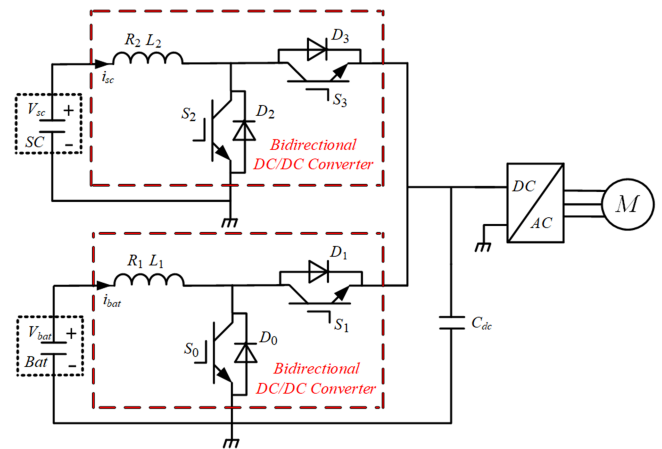 R2 L2
D3
isc
S3
Vsc +
SC -
S2
D2
Bidirectional
DC/DC Converter
DC
AC
M
R1 L1
D1
ibat
S1
Vbat +
Bat -
S0
D0
Cdc
Bidirectional
DC/DC Converter